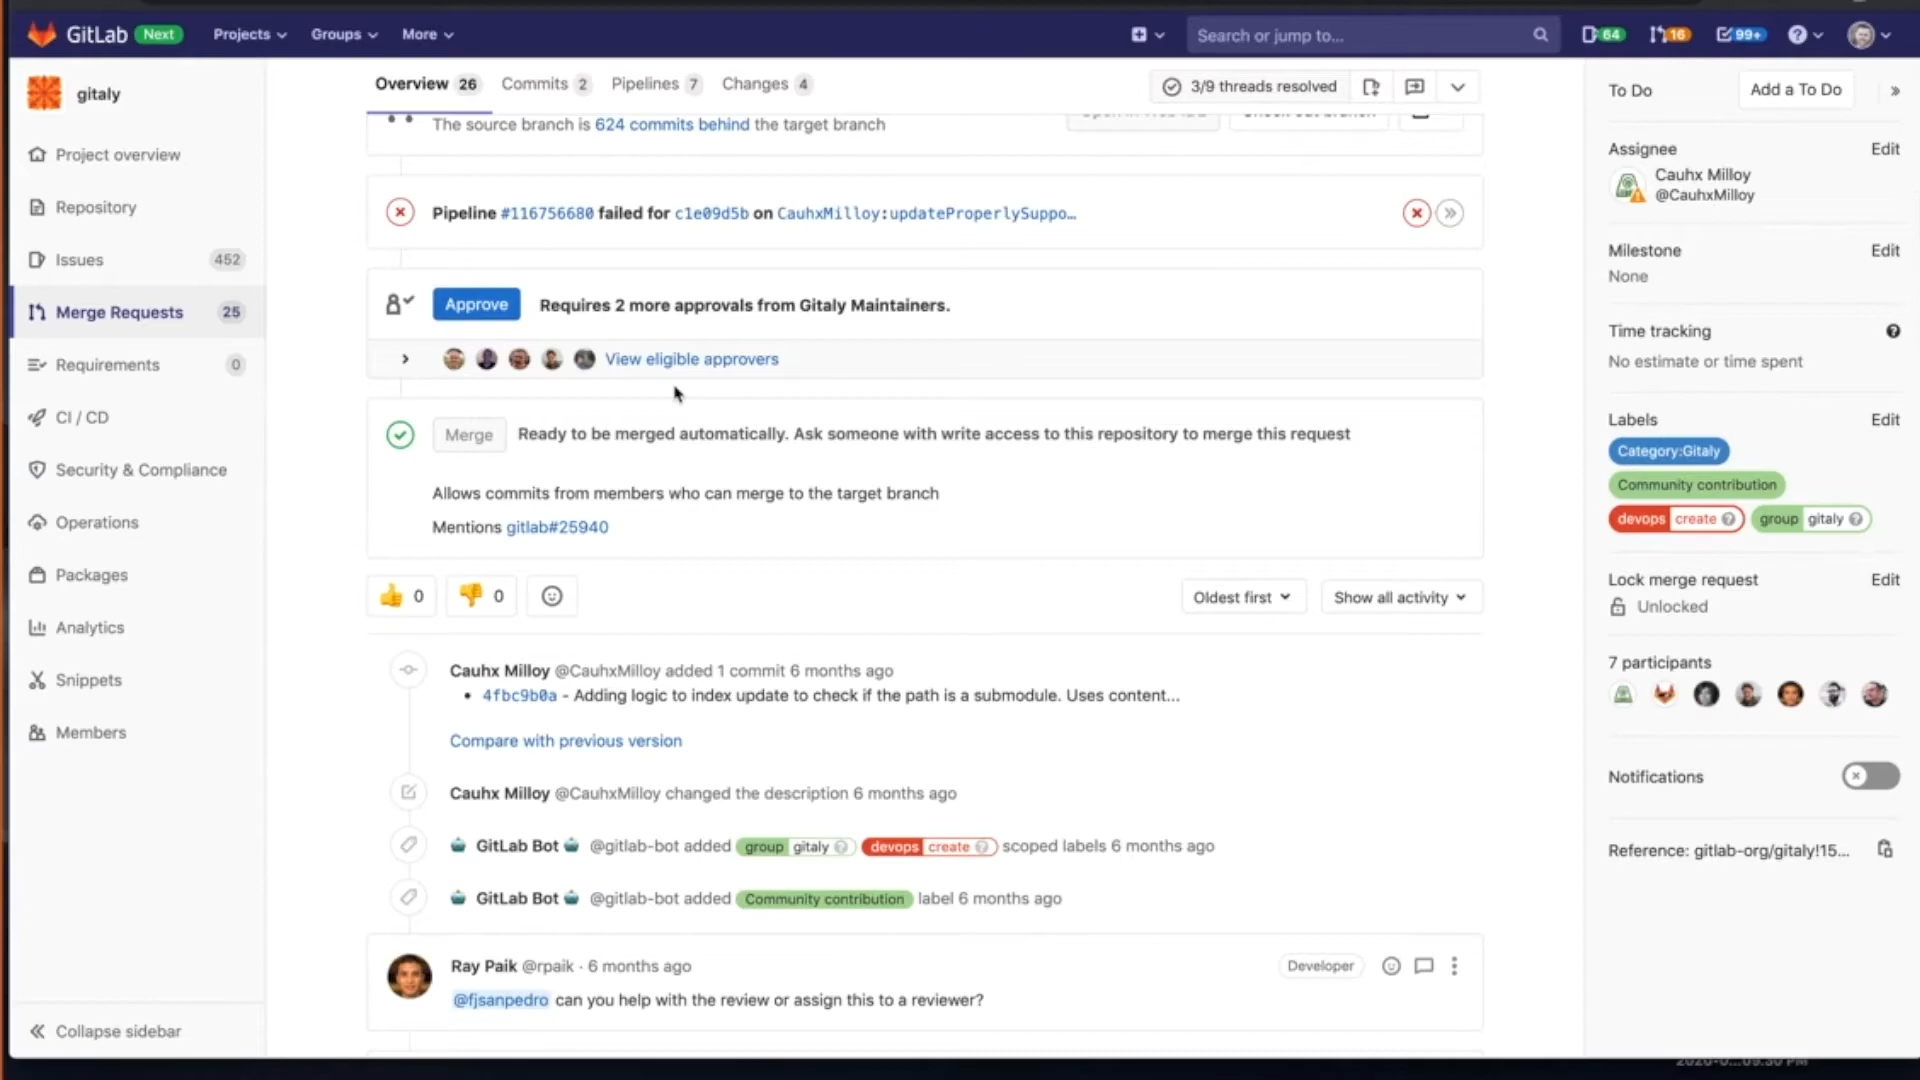 GitLab Next Projects Groups More Search or jump to... 64 16 99+
gitaly
Project overview
Repository
Issues 452
Merge Requests 25
Requirements 0
CI / CD
Security & Compliance
Operations
Packages
Analytics
Snippets
Members
Collapse sidebar
Overview 26 Commits 2 Pipelines 7 Changes 4 3/9 threads resolved
The source branch is 624 commits behind the target branch
Pipeline #116756680 failed for c1e09d5b on CauhxMilloy:updateProperlySuppo…
Approve Requires 2 more approvals from Gitaly Maintainers.
View eligible approvers
Merge Ready to be merged automatically. Ask someone with write access to this repository to merge this request
Allows commits from members who can merge to the target branch
Mentions gitlab#25940
0 0 Oldest first Show all activity
Cauhx Milloy @CauhxMilloy added 1 commit 6 months ago
• 4fbc9b0a - Adding logic to index update to check if the path is a submodule. Uses content...
Compare with previous version
Cauhx Milloy @CauhxMilloy changed the description 6 months ago
GitLab Bot @gitlab-bot added group gitaly devops create scoped labels 6 months ago
GitLab Bot @gitlab-bot added Community contribution label 6 months ago
Ray Paik @rpaik · 6 months ago Developer
@fjsanpedro can you help with the review or assign this to a reviewer?
To Do Add a To Do
Assignee Edit
Cauhx Milloy
@CauhxMilloy
Milestone Edit
None
Time tracking
No estimate or time spent
Labels Edit
Category:Gitaly
Community contribution
devops create group gitaly
Lock merge request Edit
Unlocked
7 participants
Notifications
Reference: gitlab-org/gitaly!15...